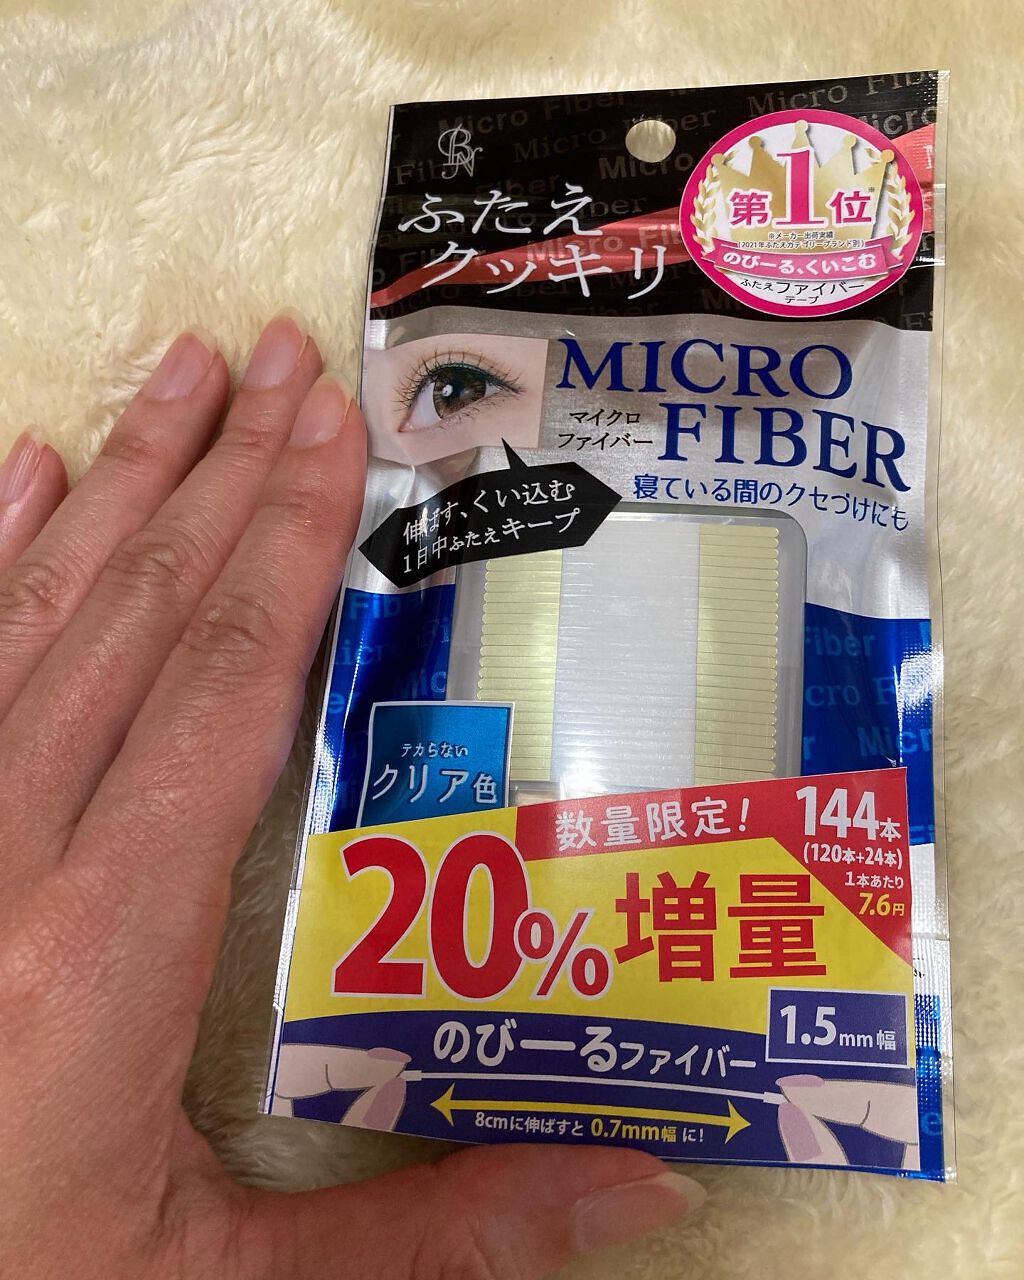 BN
ふたえ
クッキリ
第1位※
※メーカー出荷実績
(2021年ふたえカテゴリーブランド別)
のびーる、くいこむ
ふたえファイバー
テープ
MICRO
FIBER
マイクロ
ファイバー
寝ている間のクセづけにも
伸ばす、くい込む
1日中ふたえキープ
テカらない
クリア色
数量限定!
144本
(120本+24本)
1本あたり
7.6円
20%増量
1.5mm幅
のびーるファイバー
8cmに伸ばすと0.7mm幅に!